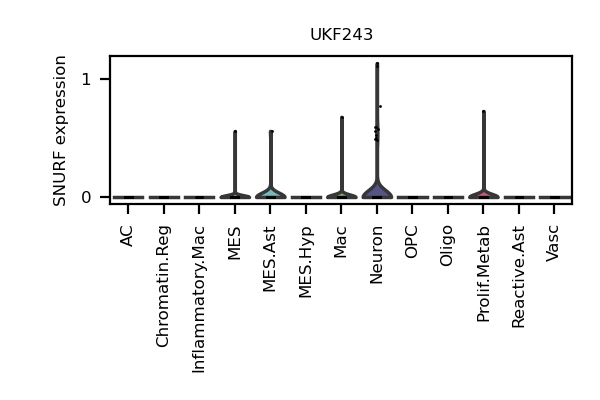 UKF243
SNURF expression
1
0
AC
Chromatin.Reg
Inflammatory.Mac
MES
MES.Ast
MES.Hyp
Mac
Neuron
OPC
Oligo
Prolif.Metab
Reactive.Ast
Vasc